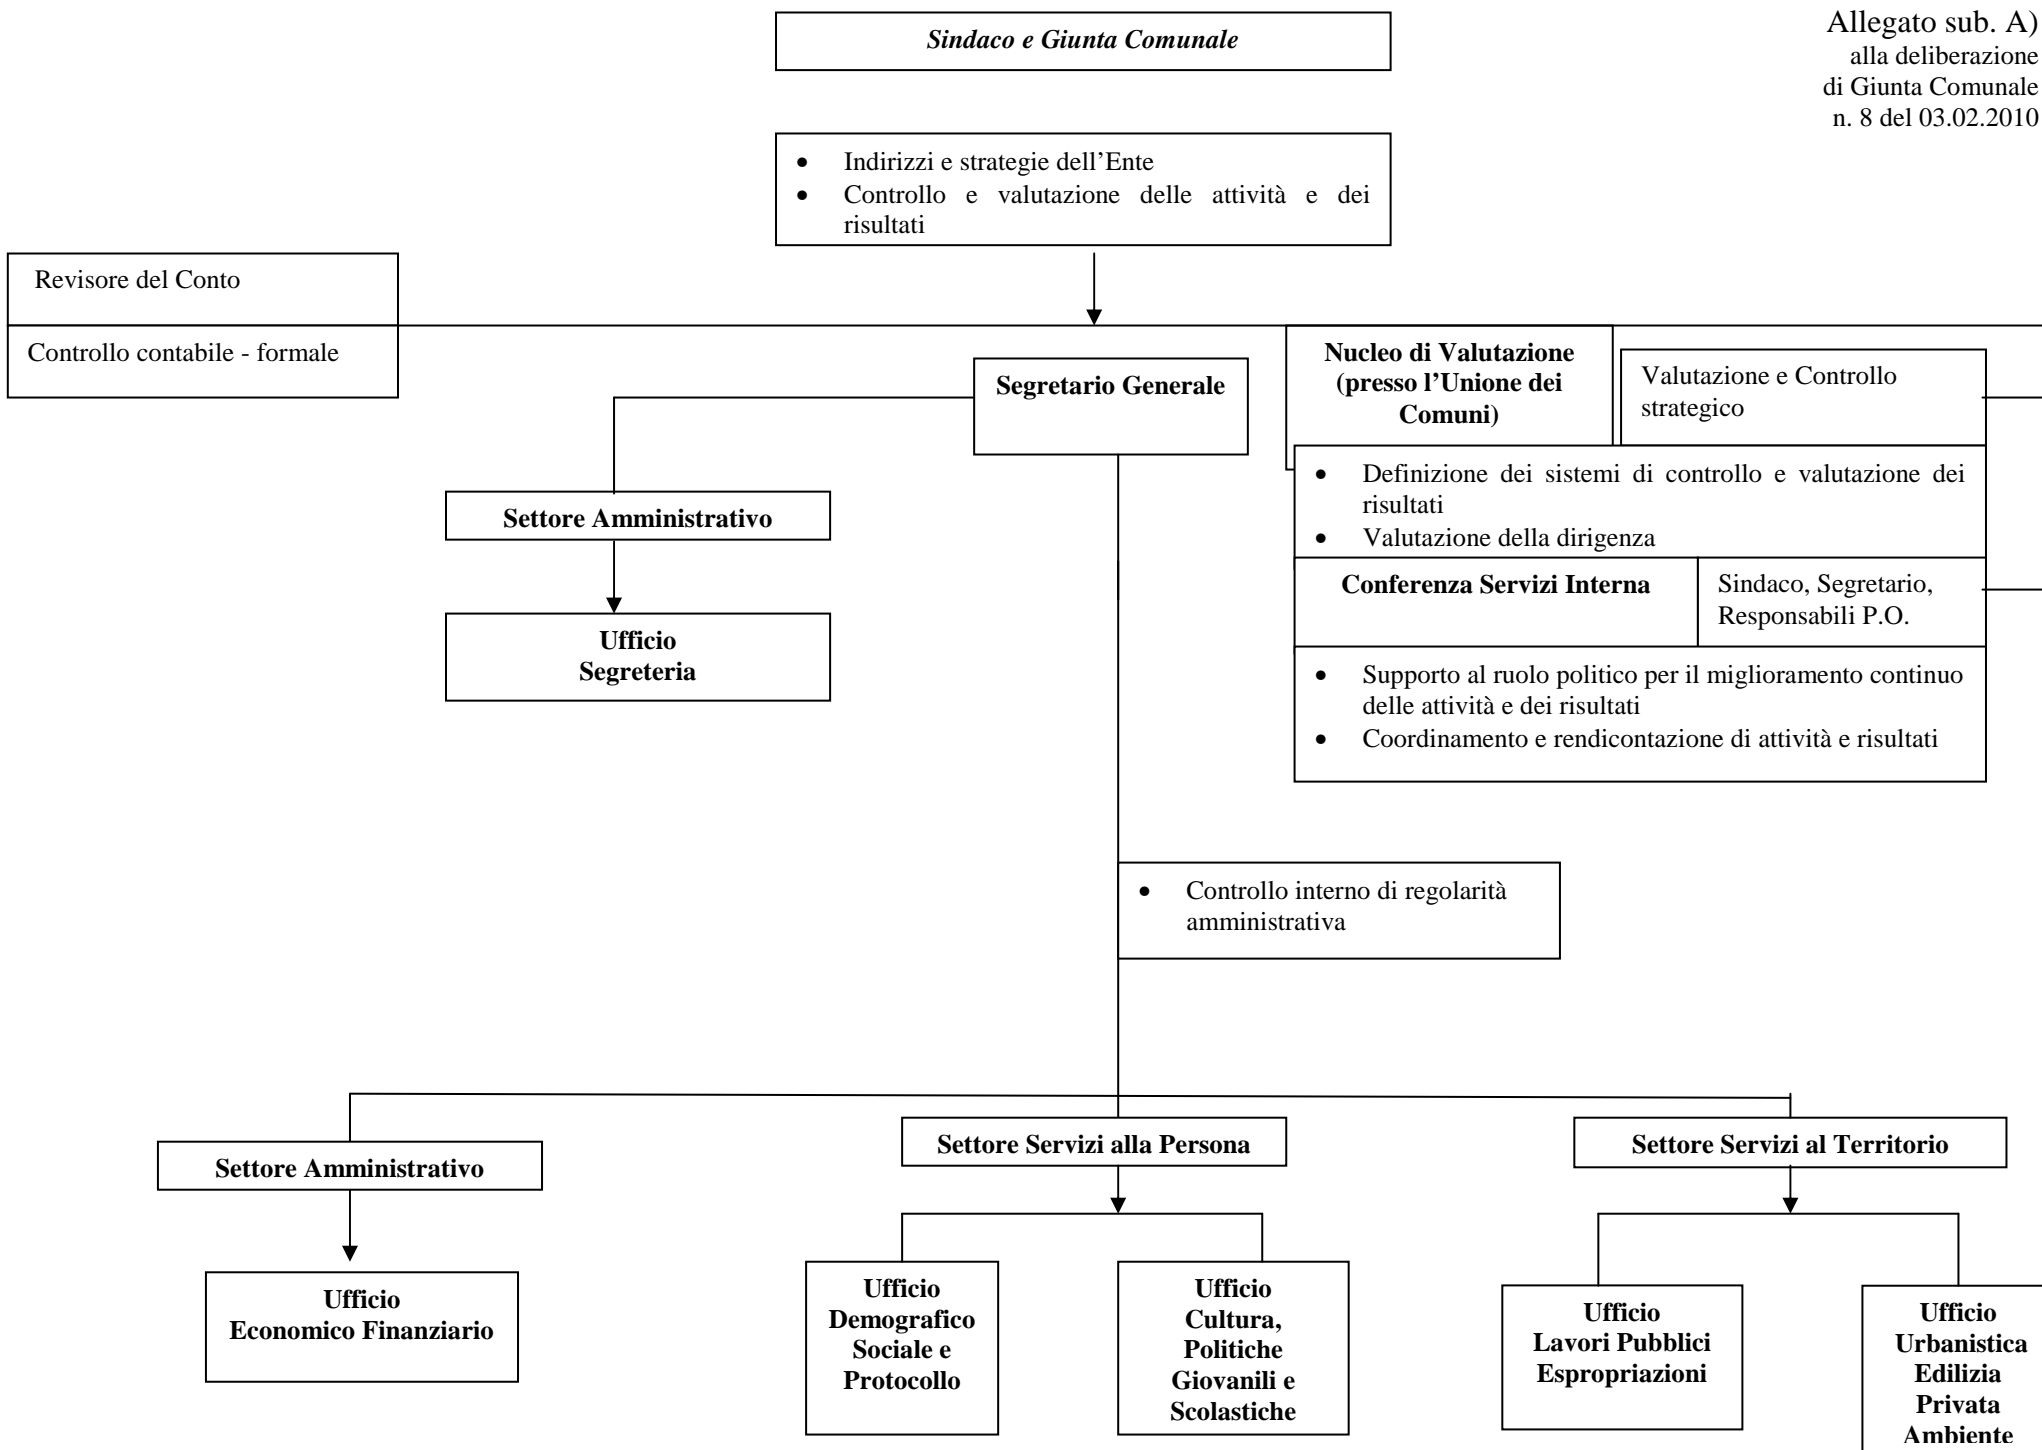 Sindaco e Giunta Comunale
Allegato sub. A)
alla deliberazione
di Giunta Comunale
n. 8 del 03.02.2010
• Indirizzi e strategie dell’Ente
• Controllo e valutazione delle attività e dei
risultati
Revisore del Conto
Controllo contabile - formale
Segretario Generale
Nucleo di Valutazione
(presso l’Unione dei
Comuni)
Valutazione e Controllo
strategico
• Definizione dei sistemi di controllo e valutazione dei
risultati
• Valutazione della dirigenza
Settore Amministrativo
Conferenza Servizi Interna
Sindaco, Segretario,
Responsabili P.O.
Ufficio
Segreteria
• Supporto al ruolo politico per il miglioramento continuo
delle attività e dei risultati
• Coordinamento e rendicontazione di attività e risultati
• Controllo interno di regolarità
amministrativa
Settore Amministrativo
Settore Servizi alla Persona
Settore Servizi al Territorio
Ufficio
Economico Finanziario
Ufficio
Demografico
Sociale e
Protocollo
Ufficio
Cultura,
Politiche
Giovanili e
Scolastiche
Ufficio
Lavori Pubblici
Espropriazioni
Ufficio
Urbanistica
Edilizia
Privata
Ambiente